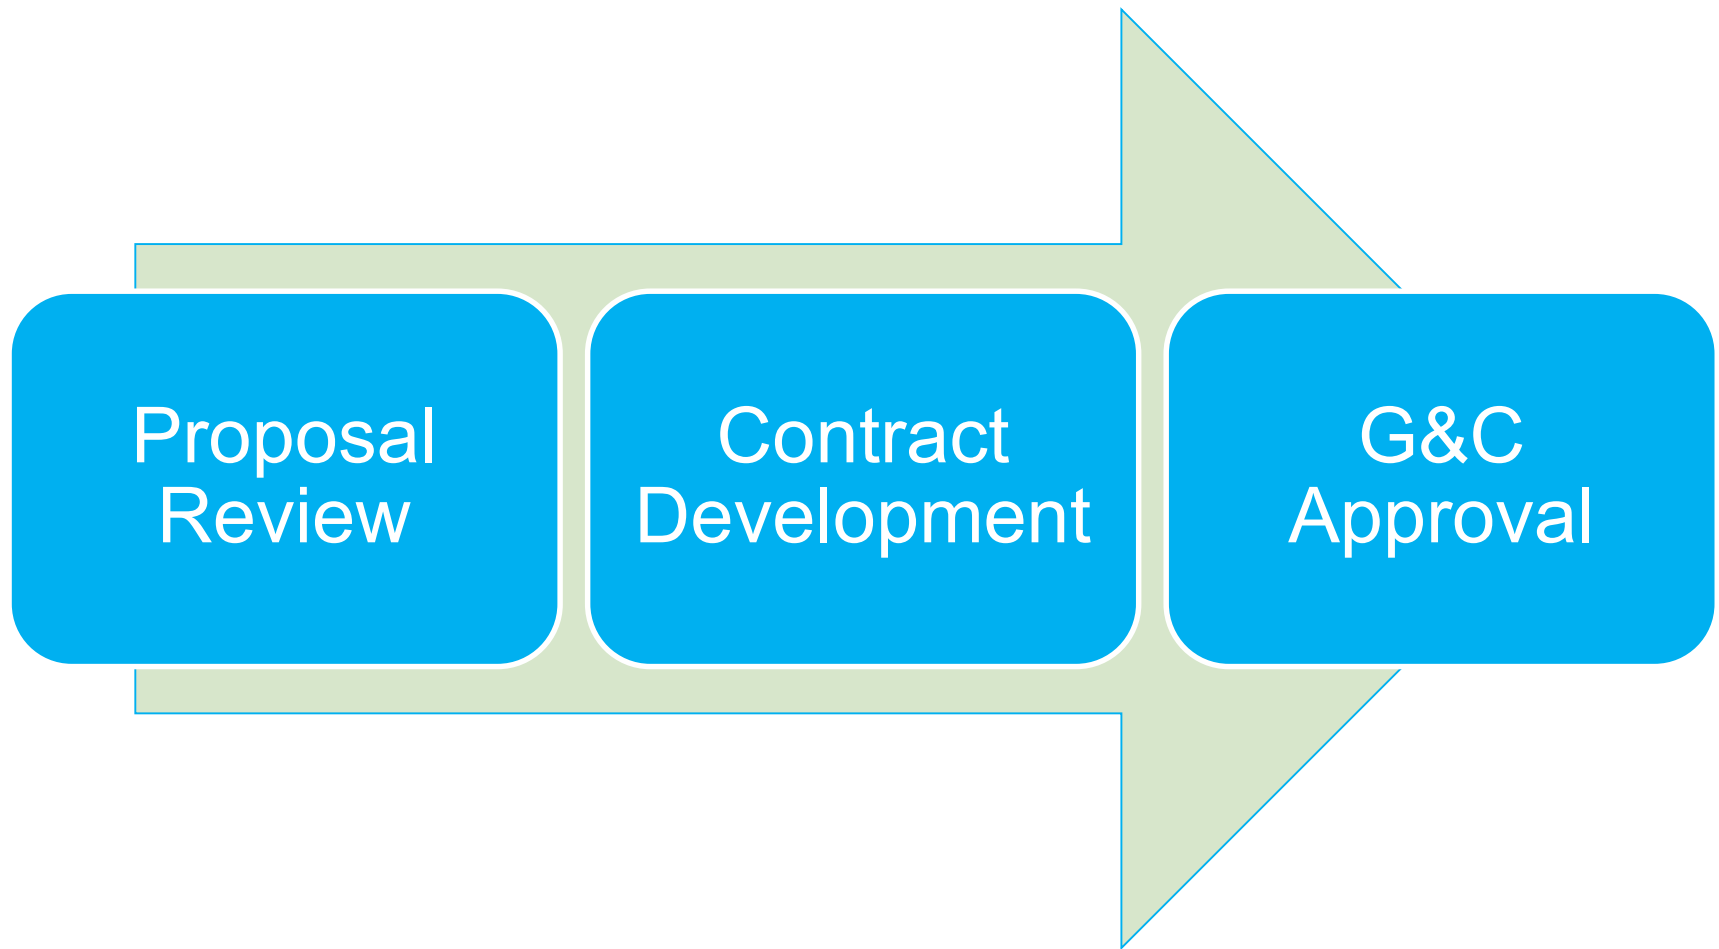 Proposal
Review
Contract
Development
G&C
Approval